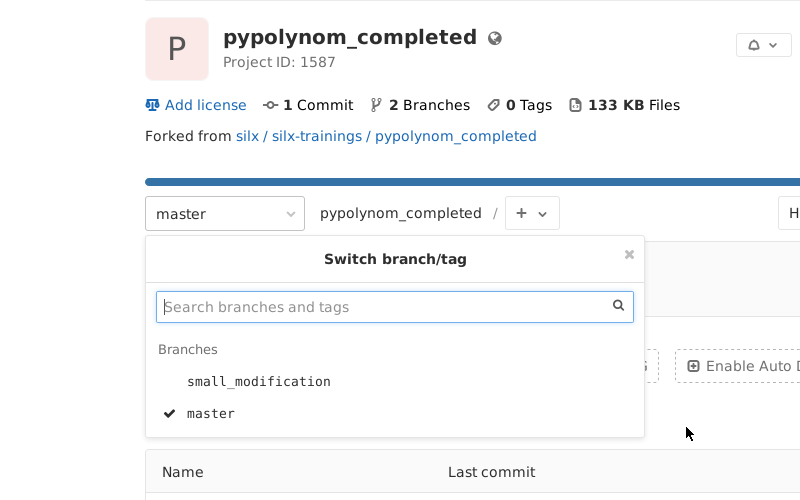 P
pypolynom_completed
Project ID: 1587
Add license 1 Commit 2 Branches 0 Tags 133 KB Files
Forked from silx / silx-trainings / pypolynom_completed
master pypolynom_completed / +
Switch branch/tag
Search branches and tags
Branches
small_modification
Enable Auto
master
Name Last commit